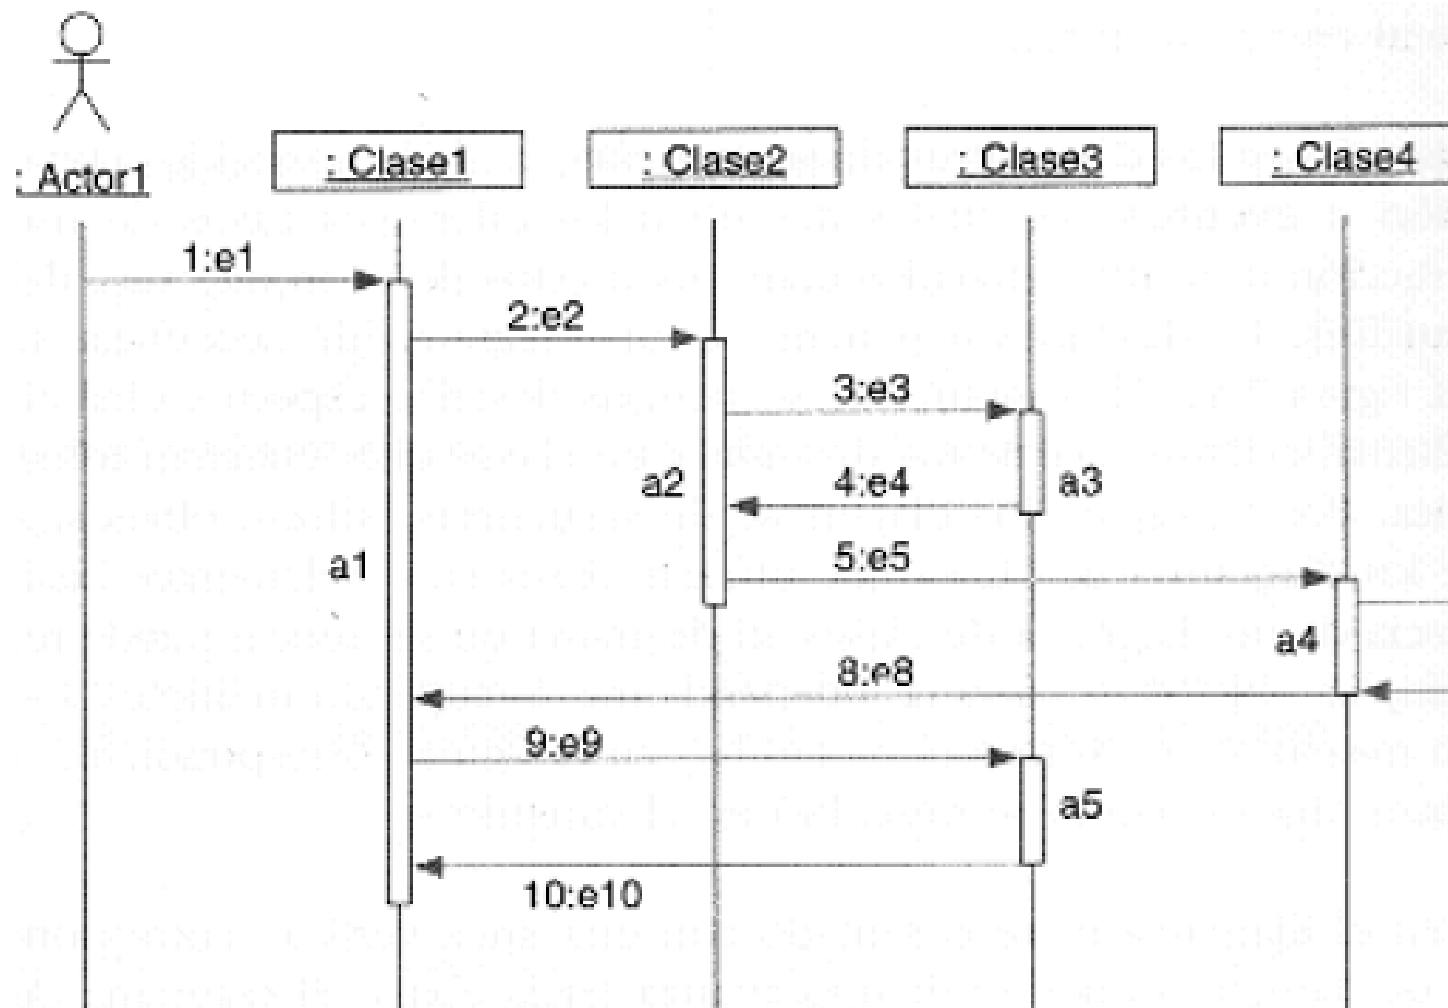 : Actor1
: Clase1
: Clase2
: Clase3
: Clase4
1:e1
2:e2
3:e3
a2
4:e4
a3
a1
5:e5
a4
8:e8
9:e9
a5
10:e10